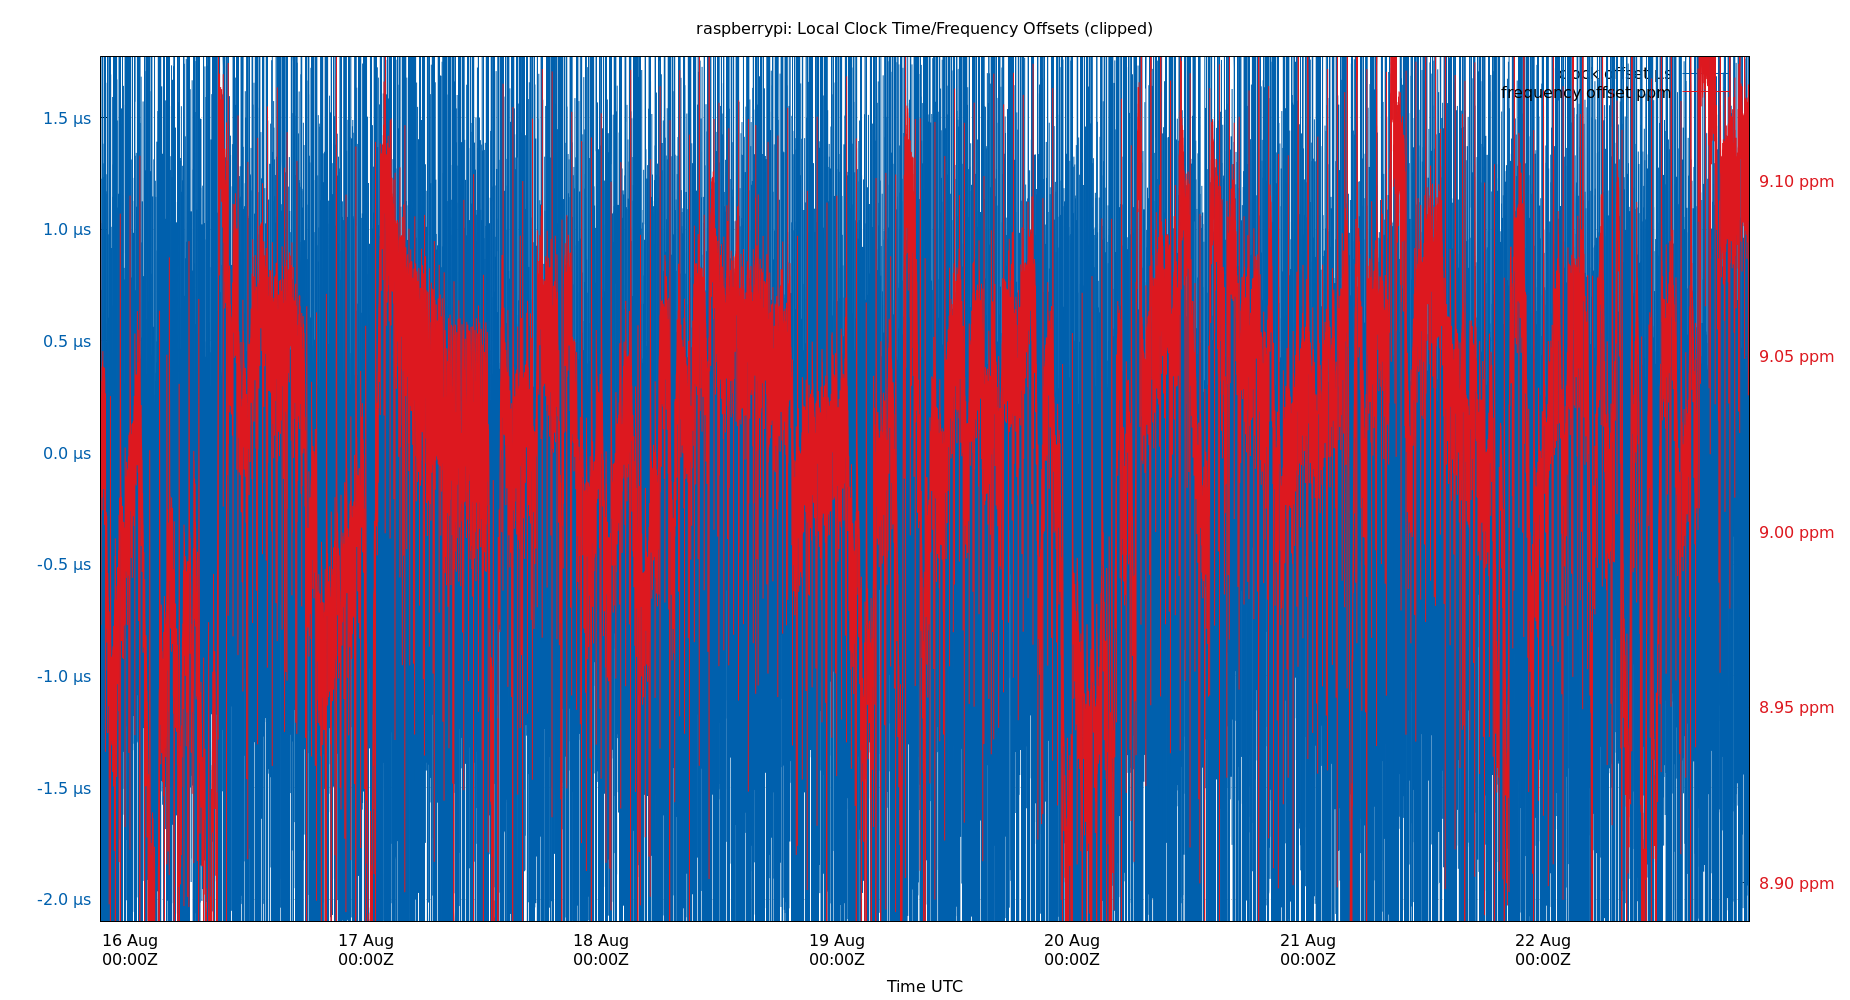 raspberrypi: Local Clock Time/Frequency Offsets (clipped)
clock offset µs
frequency offset ppm
1.5 µs
1.0 µs
0.5 µs
0.0 µs
-0.5 µs
-1.0 µs
-1.5 µs
-2.0 µs
9.10 ppm
9.05 ppm
9.00 ppm
8.95 ppm
8.90 ppm
16 Aug 17 Aug 18 Aug 19 Aug 20 Aug 21 Aug 22 Aug
00:00Z 00:00Z 00:00Z 00:00Z 00:00Z 00:00Z 00:00Z
Time UTC